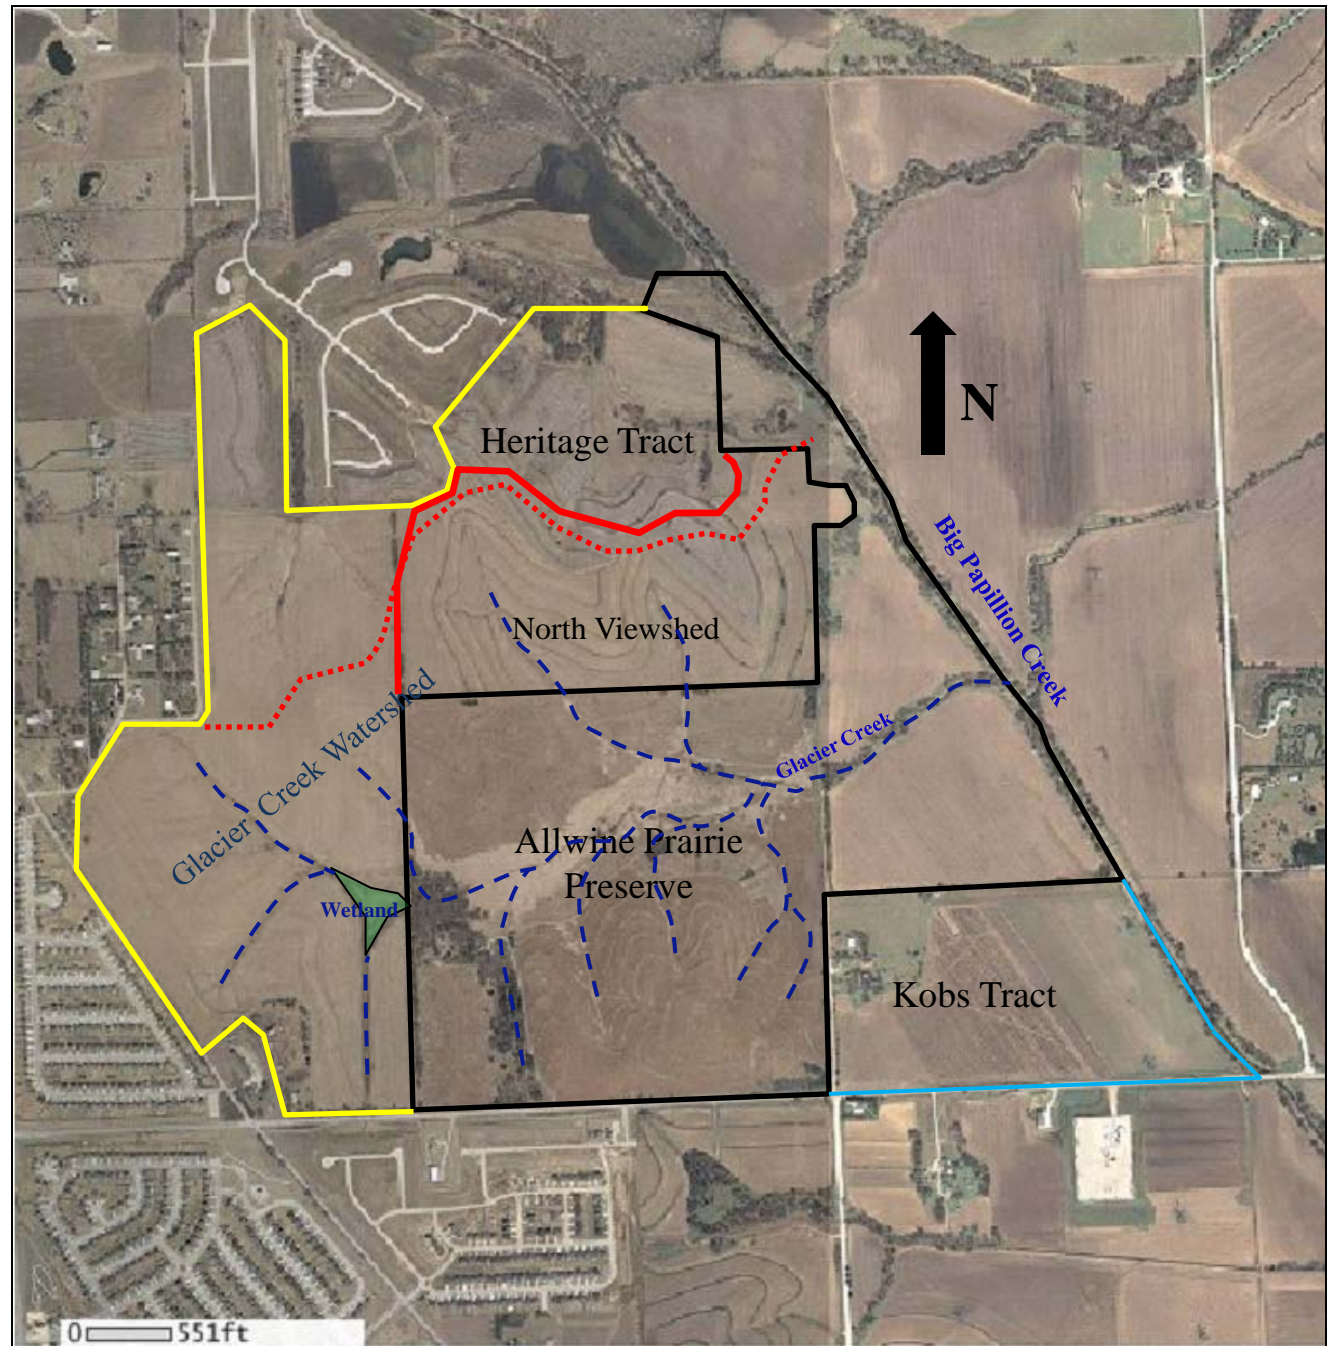 N
Heritage Tract
Big Papillion Creek
North Viewshed
Glacier Creek Watershed
Glacier Creek
Allwine Prairie
Preserve
Wetland
Kobs Tract
0 551ft